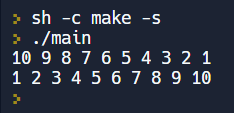 > sh -c make -s
> ./main
10 9 8 7 6 5 4 3 2 1
1 2 3 4 5 6 7 8 9 10
>